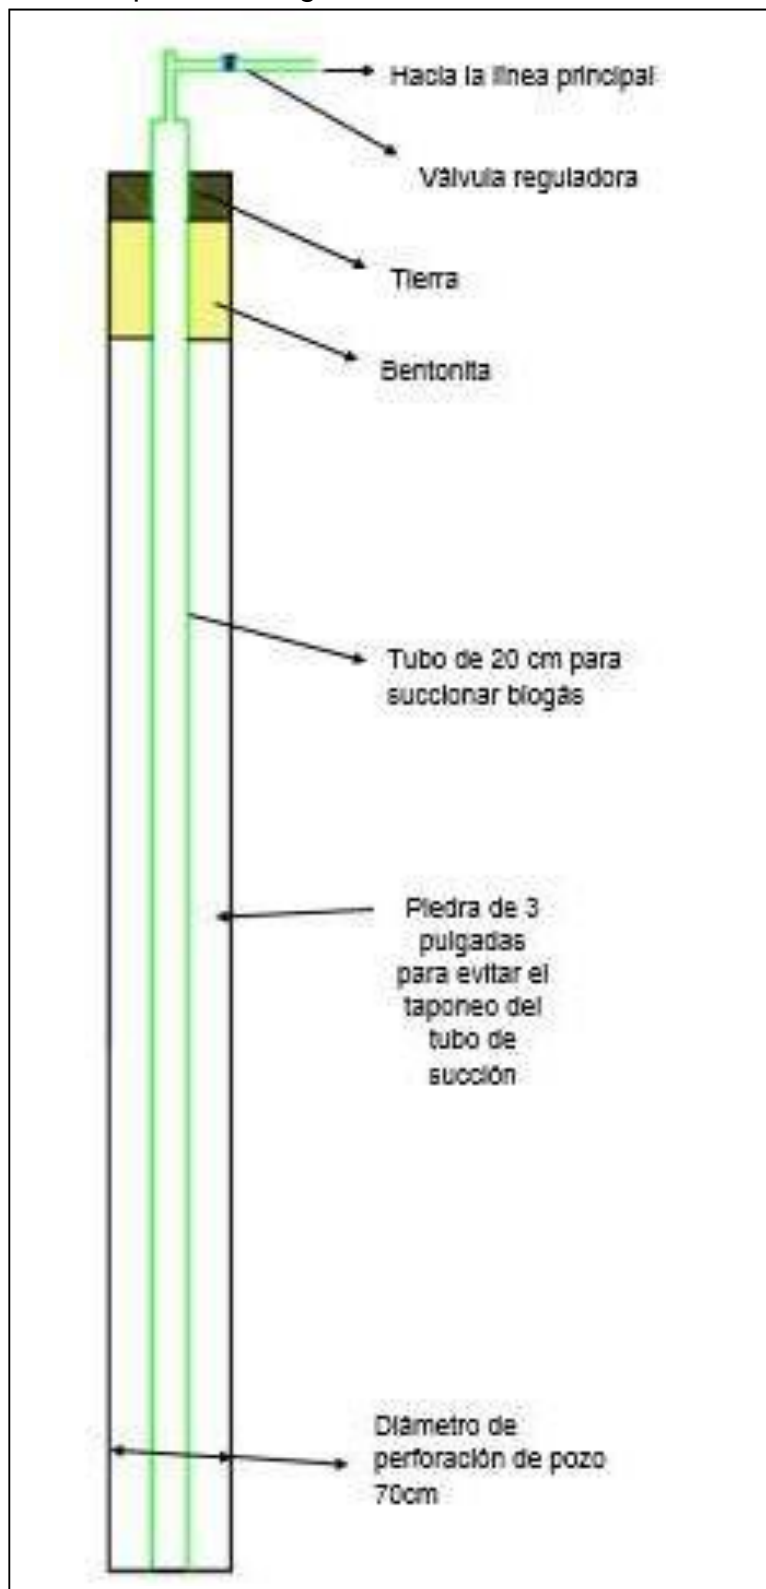 Hacia la línea principal
Válvula reguladora
Tierra
Bentonita
Tubo de 20 cm para
succionar biogás
Piedra de 3
pulgadas
para evitar el
taponeo del
tubo de
succión
Diámetro de
perforación de pozo
70cm